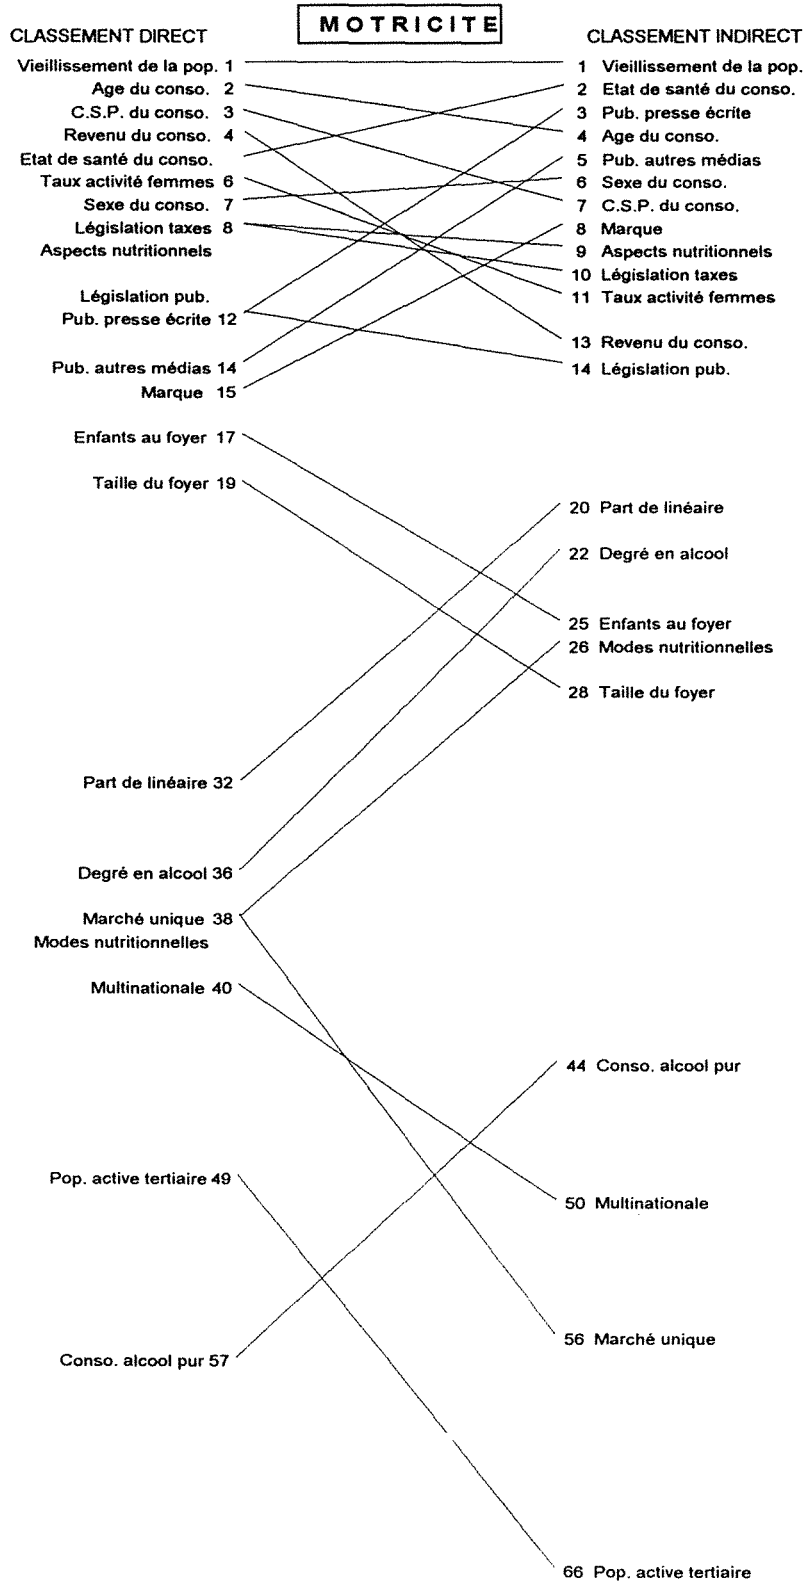 MOTRICITE
CLASSEMENT DIRECT
Vieillissement de la pop. 1
Age du conso. 2
C.S.P. du conso. 3
Revenu du conso. 4
Etat de santé du conso.
Taux activité femmes 6
Sexe du conso. 7
Législation taxes 8
Aspects nutritionnels
Législation pub.
Pub. presse écrite 12
Pub. autres médias 14
Marque 15
Enfants au foyer 17
Taille du foyer 19
Part de linéaire 32
Degré en alcool 36
Marché unique 38
Modes nutritionnelles
Multinationale 40
Pop. active tertiaire 49
Conso. alcool pur 57
CLASSEMENT INDIRECT
1 Vieillissement de la pop.
2 Etat de santé du conso.
3 Pub. presse écrite
4 Age du conso.
5 Pub. autres médias
6 Sexe du conso.
7 C.S.P. du conso.
8 Marque
9 Aspects nutritionnels
10 Législation taxes
11 Taux activité femmes
13 Revenu du conso.
14 Législation pub.
20 Part de linéaire
22 Degré en alcool
25 Enfants au foyer
26 Modes nutritionnelles
28 Taille du foyer
44 Conso. alcool pur
50 Multinationale
56 Marché unique
66 Pop. active tertiaire